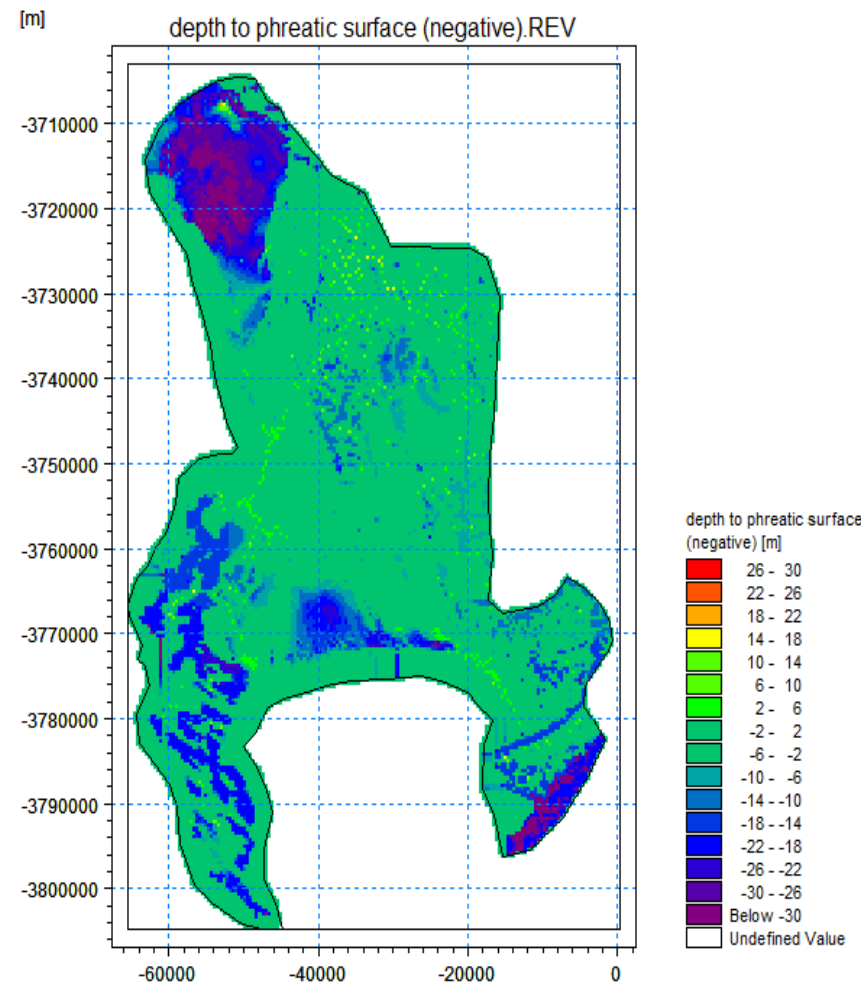 [m]
depth to phreatic surface (negative).REV
-3710000
-3720000
-3730000
-3740000
-3750000
-3760000
-3770000
-3780000
-3790000
-3800000
-60000
-40000
-20000
0
depth to phreatic surface
(negative) [m]
26 - 30
22 - 26
18 - 22
14 - 18
10 - 14
6 - 10
2 - 6
-2 - 2
-6 - -2
-10 - -6
-14 - -10
-18 - -14
-22 - -18
-26 - -22
-30 - -26
Below -30
Undefined Value